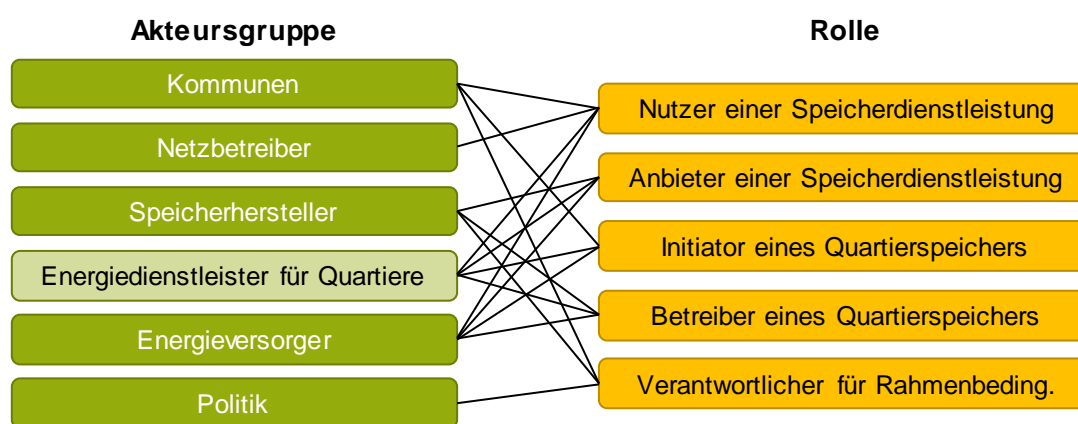 Akteursgruppe
Kommunen
Netzbetreiber
Speicherhersteller
Energiedienstleister für Quartiere
Energieversorger
Politik
Rolle
Nutzer einer Speicherdienstleistung
Anbieter einer Speicherdienstleistung
Initiator eines Quartierspeichers
Betreiber eines Quartierspeichers
Verantwortlicher für Rahmenbeding.